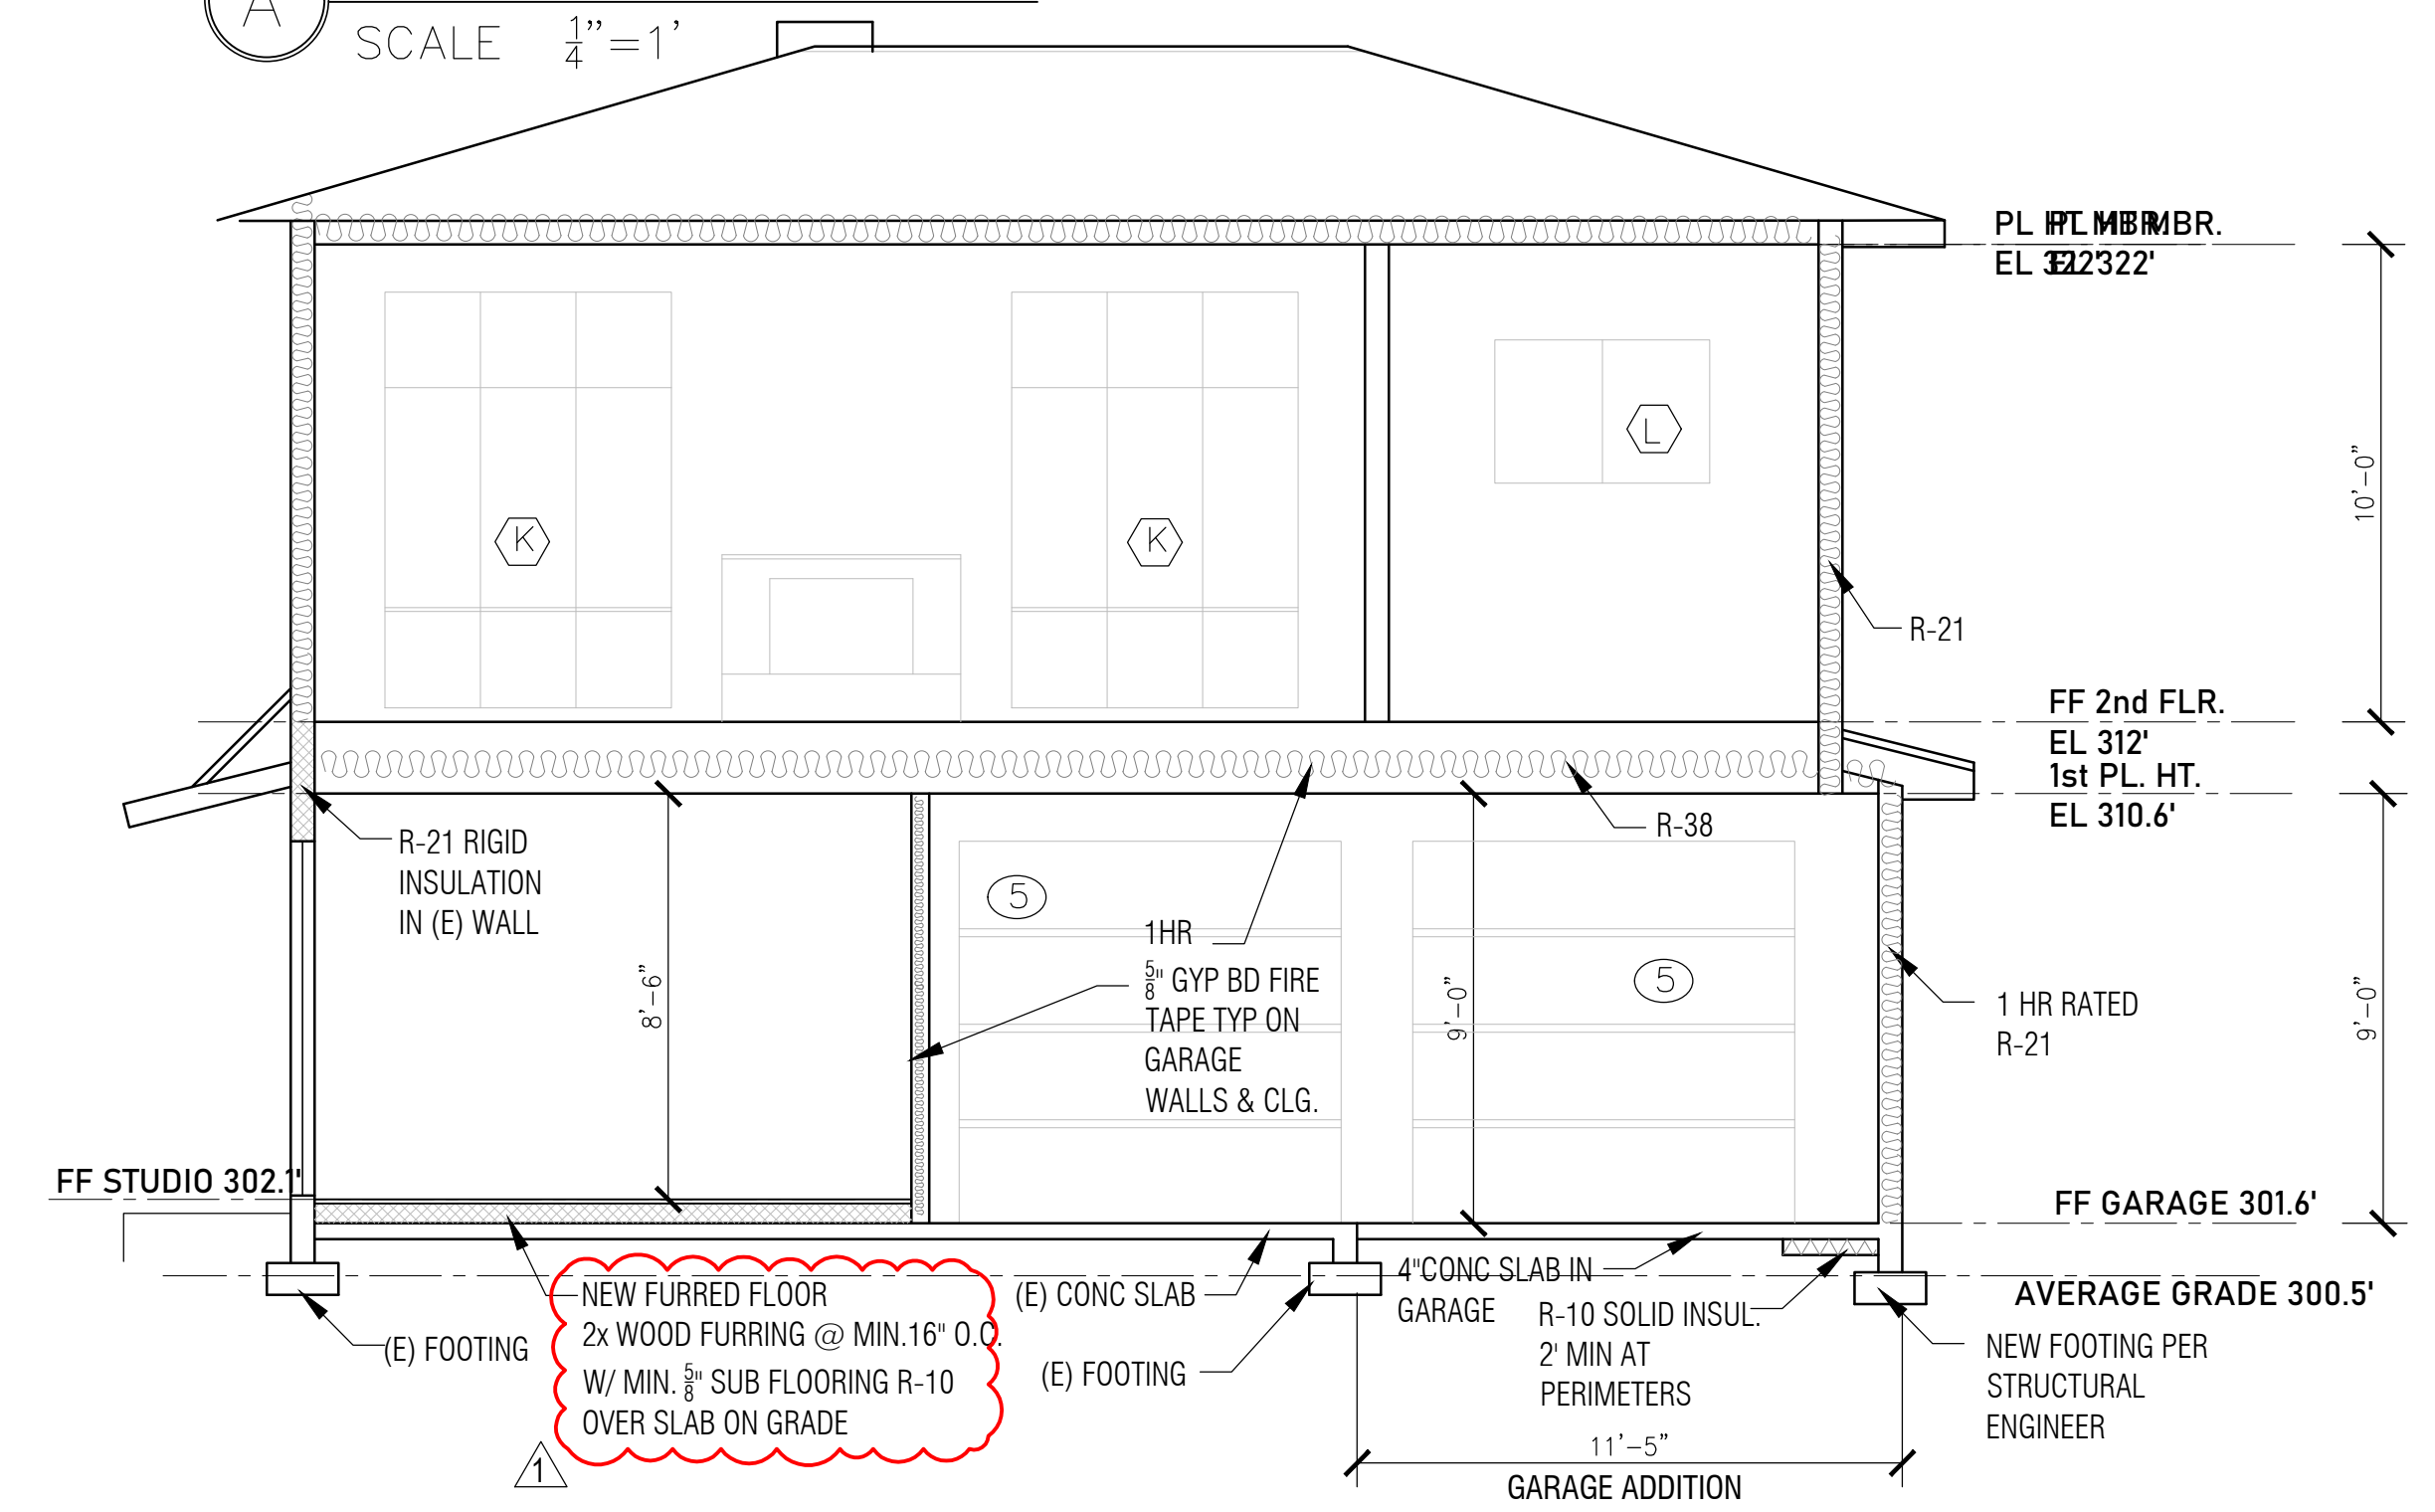 A
SCALE 1/4"=1'
PL HT MBR.
EL 322'
PL HT MBR.
EL 322'
L
K
K
10'-0"
R-21
FF 2nd FLR.
EL 312'
1st PL. HT.
EL 310.6'
R-38
R-21 RIGID
INSULATION
IN (E) WALL
5
5
1HR
5/8" GYP BD FIRE
TAPE TYP ON
GARAGE
WALLS & CLG.
8'-6"
9'-0"
9'-0"
1 HR RATED
R-21
FF STUDIO 302.1'
FF GARAGE 301.6'
NEW FURRED FLOOR
2x WOOD FURRING @ MIN.16" O.C.
W/ MIN. 5/8" SUB FLOORING R-10
OVER SLAB ON GRADE
1
(E) FOOTING
(E) CONC SLAB
(E) FOOTING
4"CONC SLAB IN
GARAGE
R-10 SOLID INSUL.
2' MIN AT
PERIMETERS
AVERAGE GRADE 300.5'
NEW FOOTING PER
STRUCTURAL
ENGINEER
11'-5"
GARAGE ADDITION